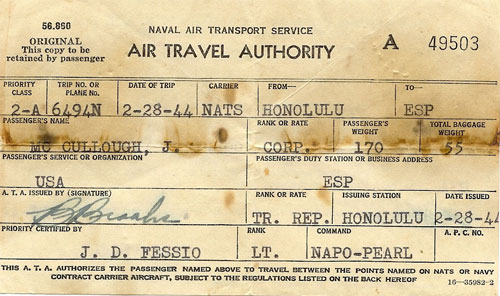 56.860
ORIGINAL
This copy to be
retained by passenger
NAVAL AIR TRANSPORT SERVICE
AIR TRAVEL AUTHORITY
A 49503
PRIORITY CLASS TRIP NO. OR PLANE NO. DATE OF TRIP CARRIER FROM— TO—
2-A 6494N 2-28-44 NATS HONOLULU ESP
PASSENGER'S NAME RANK OR RATE PASSENGER'S WEIGHT TOTAL BAGGAGE WEIGHT
MC CULLOUGH, J. CORP. 170 55
PASSENGER'S SERVICE OR ORGANIZATION PASSENGER'S DUTY STATION OR BUSINESS ADDRESS
USA ESP
A. T. A. ISSUED BY (SIGNATURE) RANK OR RATE ISSUING STATION DATE ISSUED
TR. REP. HONOLULU 2-28-44
PRIORITY CERTIFIED BY RANK COMMAND A. P. C. NO.
J. D. FESSIO LT. NAPO-PEARL
THIS A. T. A. AUTHORIZES THE PASSENGER NAMED ABOVE TO TRAVEL BETWEEN THE POINTS NAMED ON NATS OR NAVY
CONTRACT CARRIER AIRCRAFT, SUBJECT TO THE REGULATIONS LISTED ON THE BACK HEREOF 16—35982-2